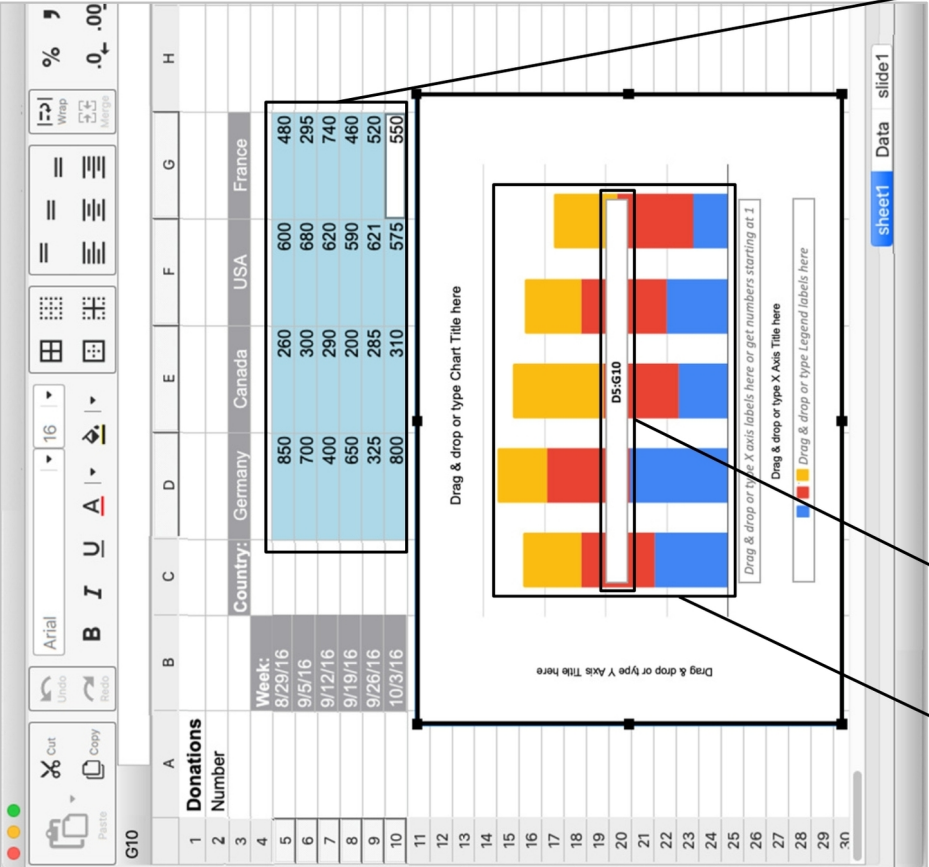 Cut
Copy
Paste
Undo
Redo
Arial
16
B I U A
Wrap
Merge
% ,
.0 .00
G10
A B C D E F G H
1 Donations
2 Number
3 Country: Germany Canada USA France
4 Week:
5 8/29/16 850 260 600 480
6 9/5/16 700 300 680 295
7 9/12/16 400 290 620 740
8 9/19/16 650 200 590 460
9 9/26/16 325 285 621 520
10 10/3/16 800 310 575 550
11
12
13
14
15
16
17
18
19
20
21
22
23
24
25
26
27
28
29
30
Drag & drop or type Chart Title here
Drag & drop or type Y Axis Title here
D5:G10
Drag & drop or type X axis labels here or get numbers starting at 1
Drag & drop or type X Axis Title here
Drag & drop or type Legend labels here
sheet1 Data slide1